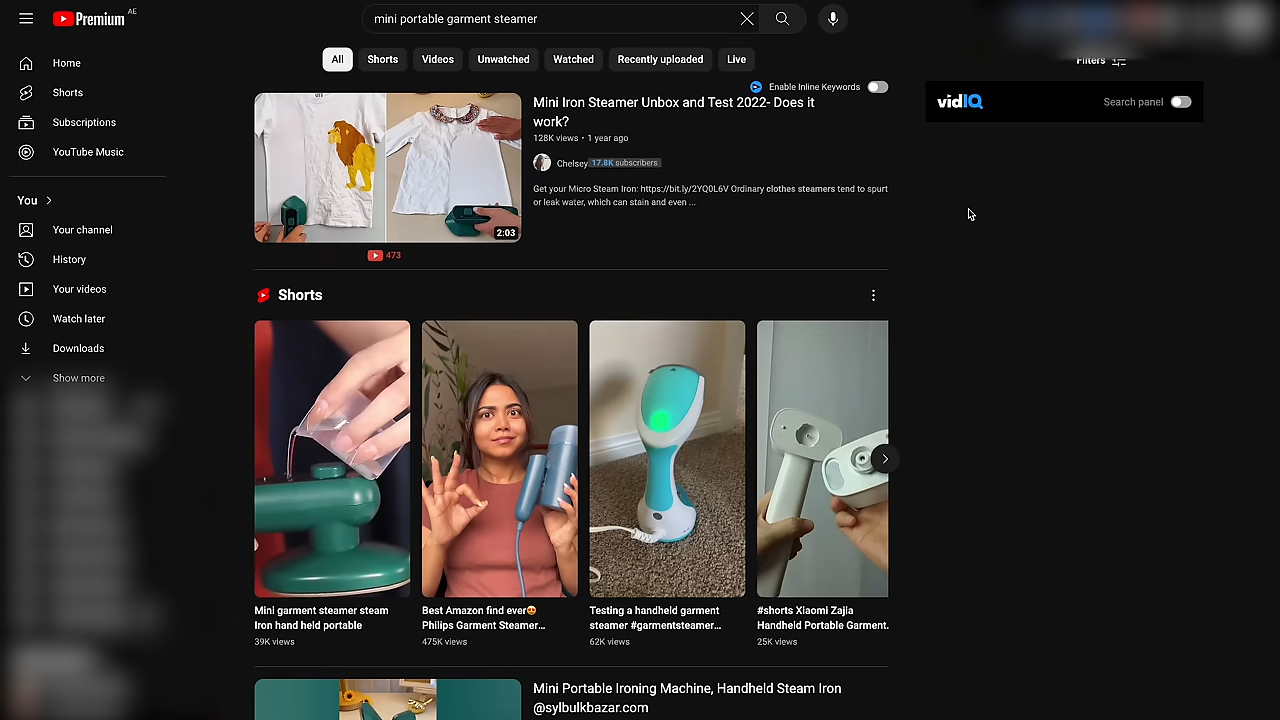 Premium AE
mini portable garment steamer
Home
Shorts
Subscriptions
YouTube Music
You
Your channel
History
Your videos
Watch later
Downloads
Show more
All
Shorts
Videos
Unwatched
Watched
Recently uploaded
Live
Filters
Enable Inline Keywords
vidIQ
Search panel
Mini Iron Steamer Unbox and Test 2022- Does it
work?
128K views • 1 year ago
Chelsey 17.8K subscribers
Get your Micro Steam Iron: https://bit.ly/2YQ0L6V Ordinary clothes steamers tend to spurt
or leak water, which can stain and even ...
2:03
473
Shorts
Mini garment steamer steam
Iron hand held portable
39K views
Best Amazon find ever😍
Philips Garment Steamer...
475K views
Testing a handheld garment
steamer #garmentsteamer...
62K views
#shorts Xiaomi Zajia
Handheld Portable Garment.
25K views
Mini Portable Ironing Machine, Handheld Steam Iron
@sylbulkbazar.com